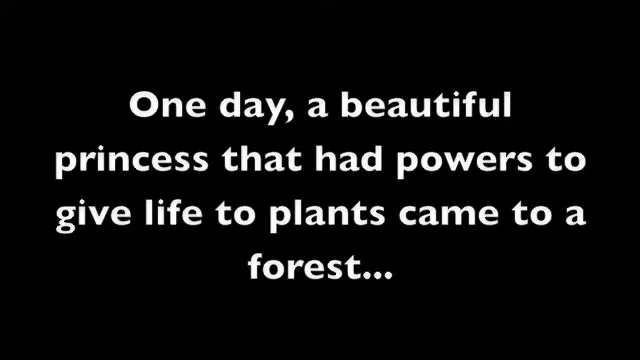 One day, a beautiful
princess that had powers to
give life to plants came to a
forest...